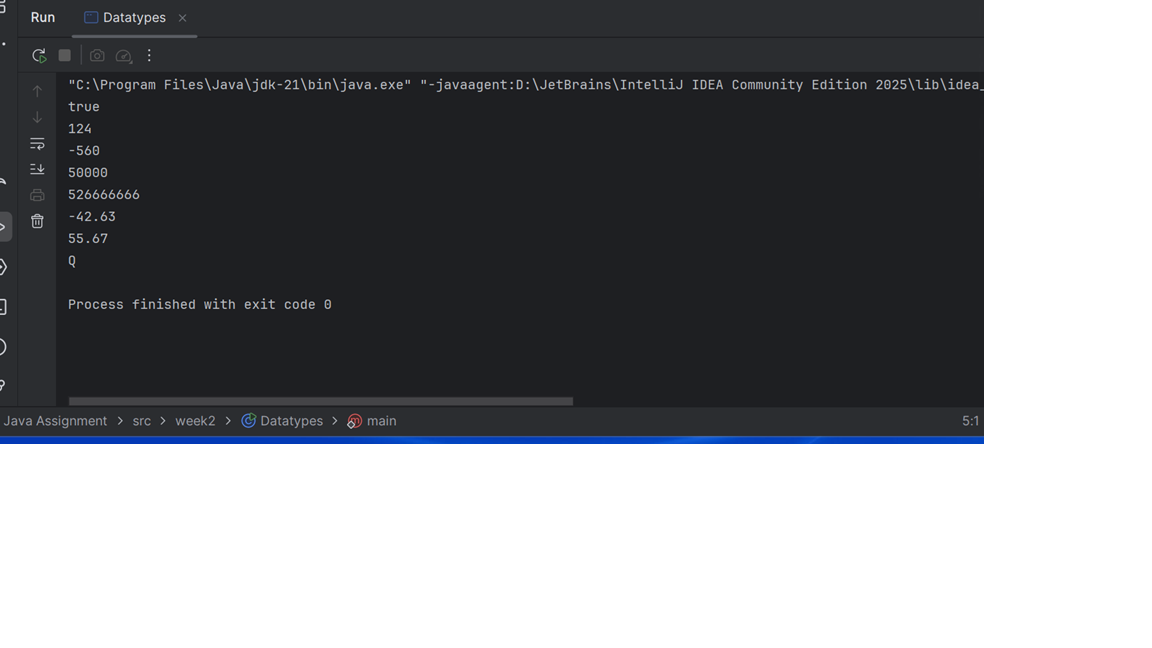 Run Datatypes
"C:\Program Files\Java\jdk-21\bin\java.exe" "-javaagent:D:\JetBrains\IntelliJ IDEA Community Edition 2025\lib\idea_
true
124
-560
50000
526666666
-42.63
55.67
Q
Process finished with exit code 0
Java Assignment > src > week2 > Datatypes > main 5:1